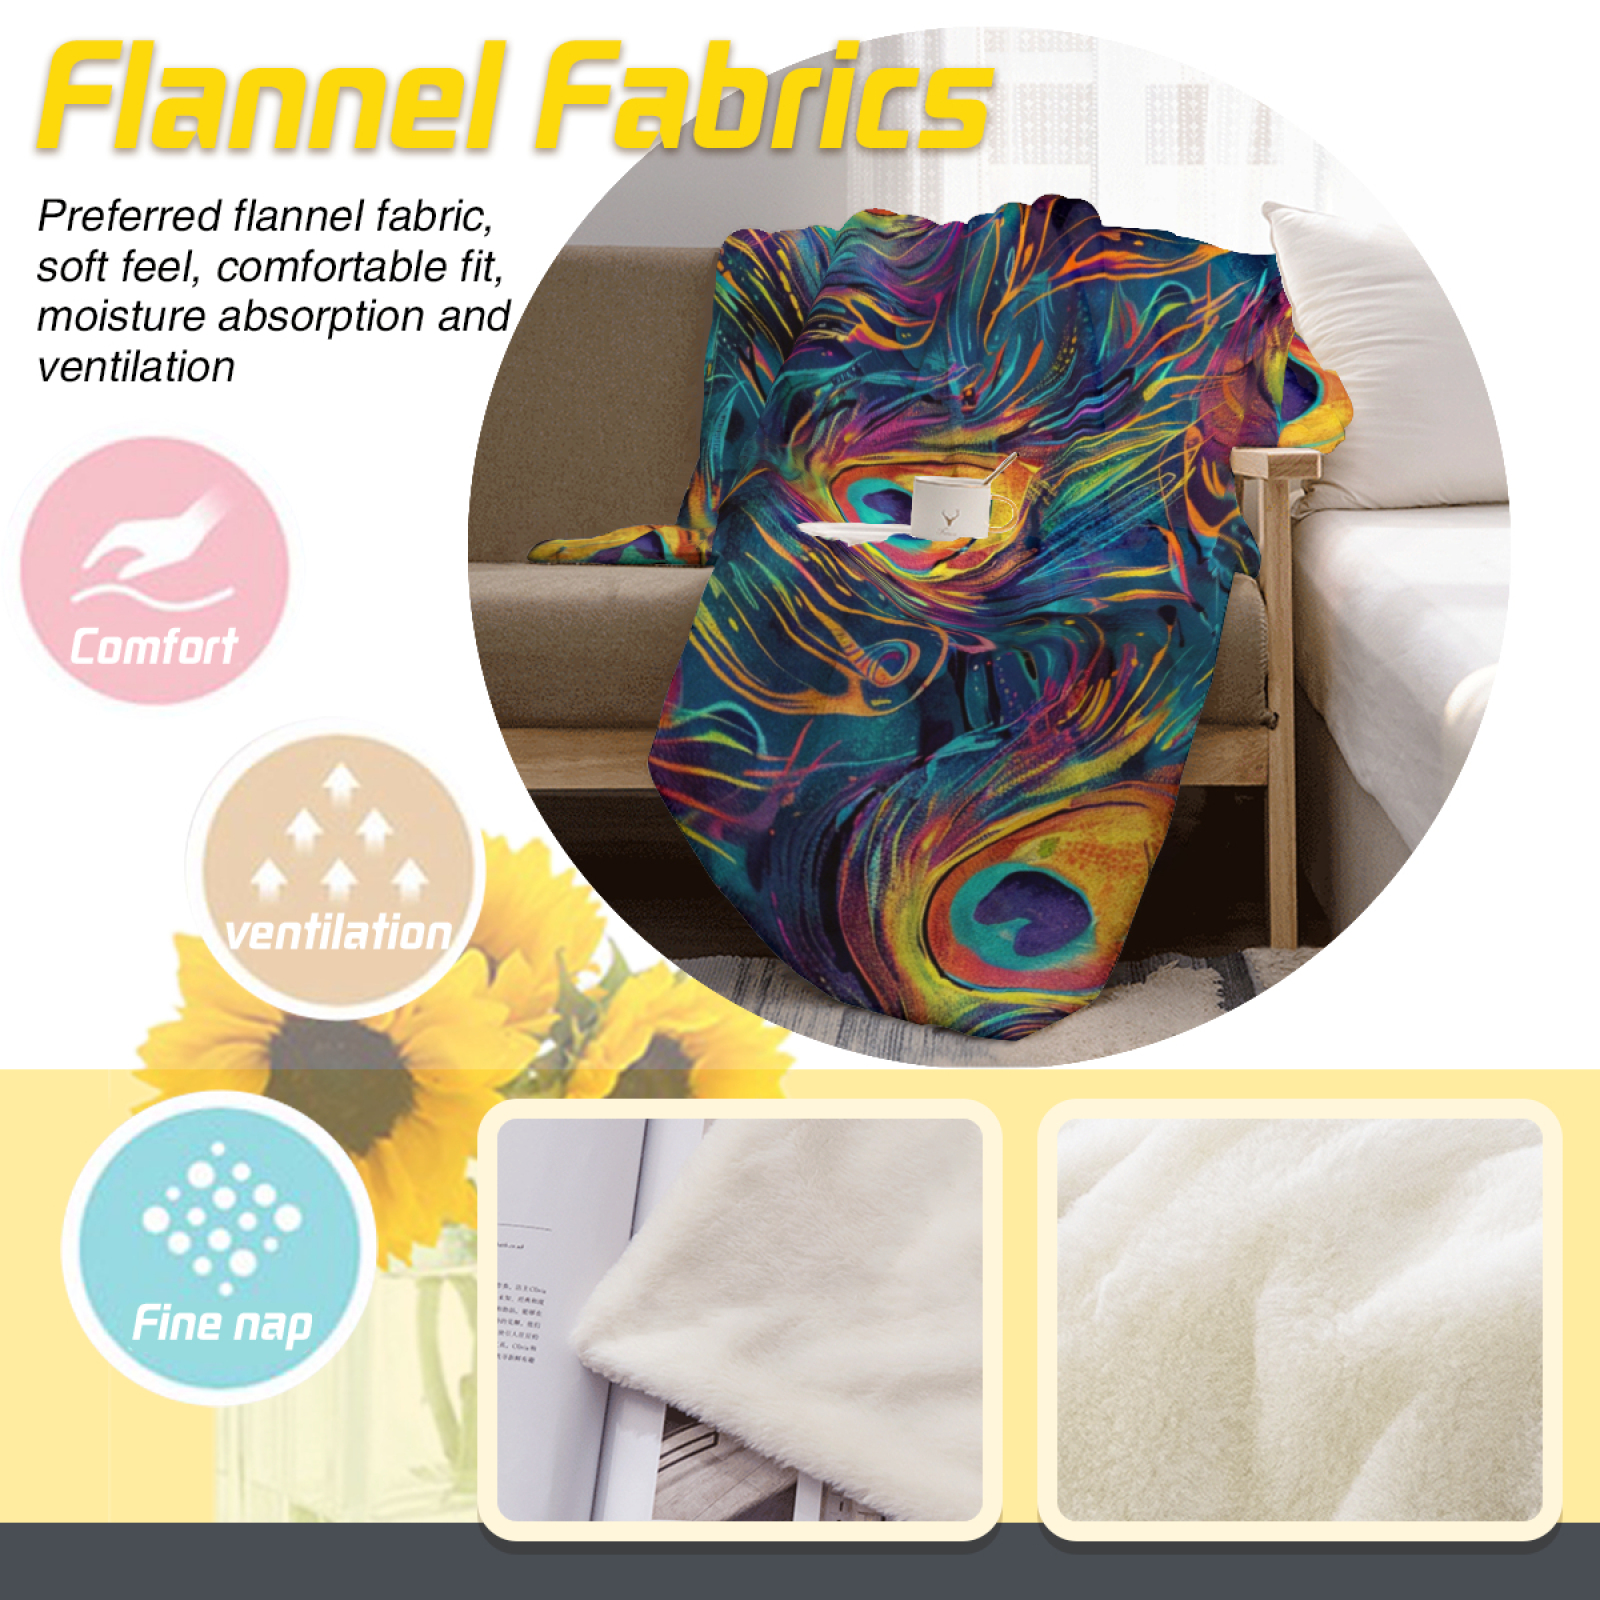 Flannel Fabrics
Preferred flannel fabric,
soft feel, comfortable fit,
moisture absorption and
ventilation
Comfort
ventilation
Fine nap